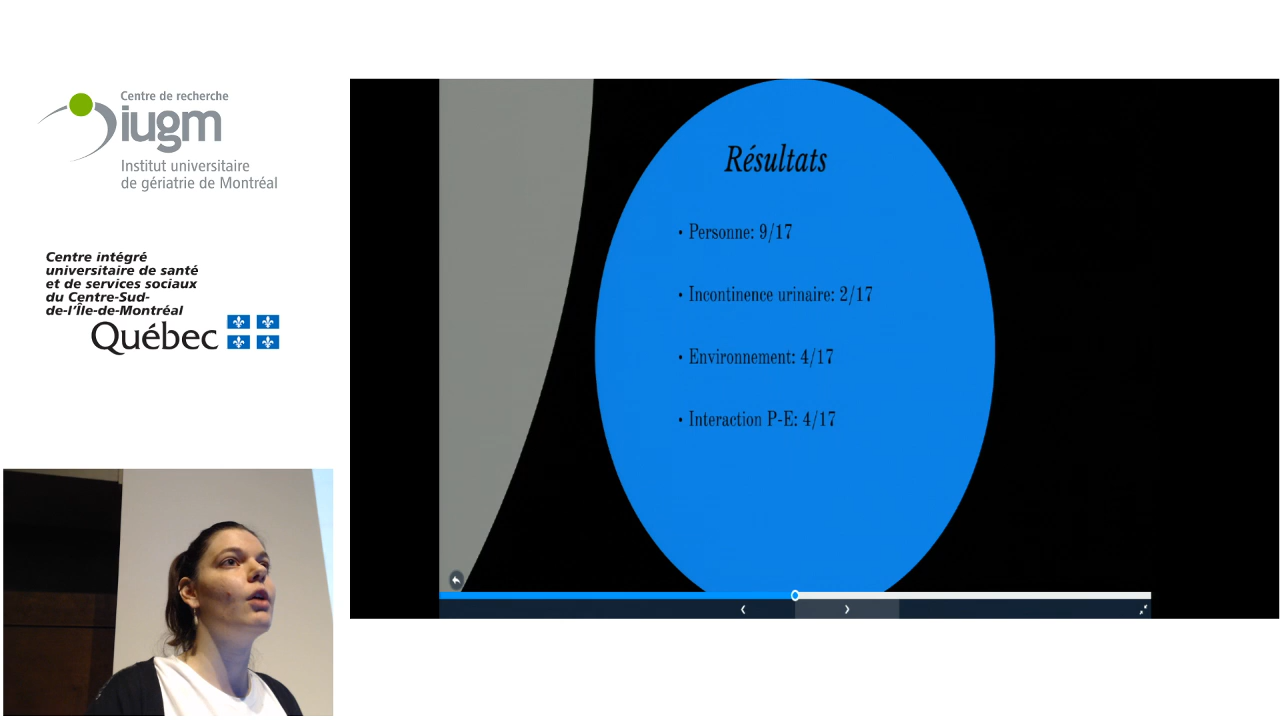 Centre de recherche
iugm
Institut universitaire
de gériatrie de Montréal
Centre intégré
universitaire de santé
et de services sociaux
du Centre-Sud-
de-l'Île-de-Montréal
Québec
Résultats
• Personne: 9/17
• Incontinence urinaire: 2/17
• Environnement: 4/17
• Interaction P-E: 4/17